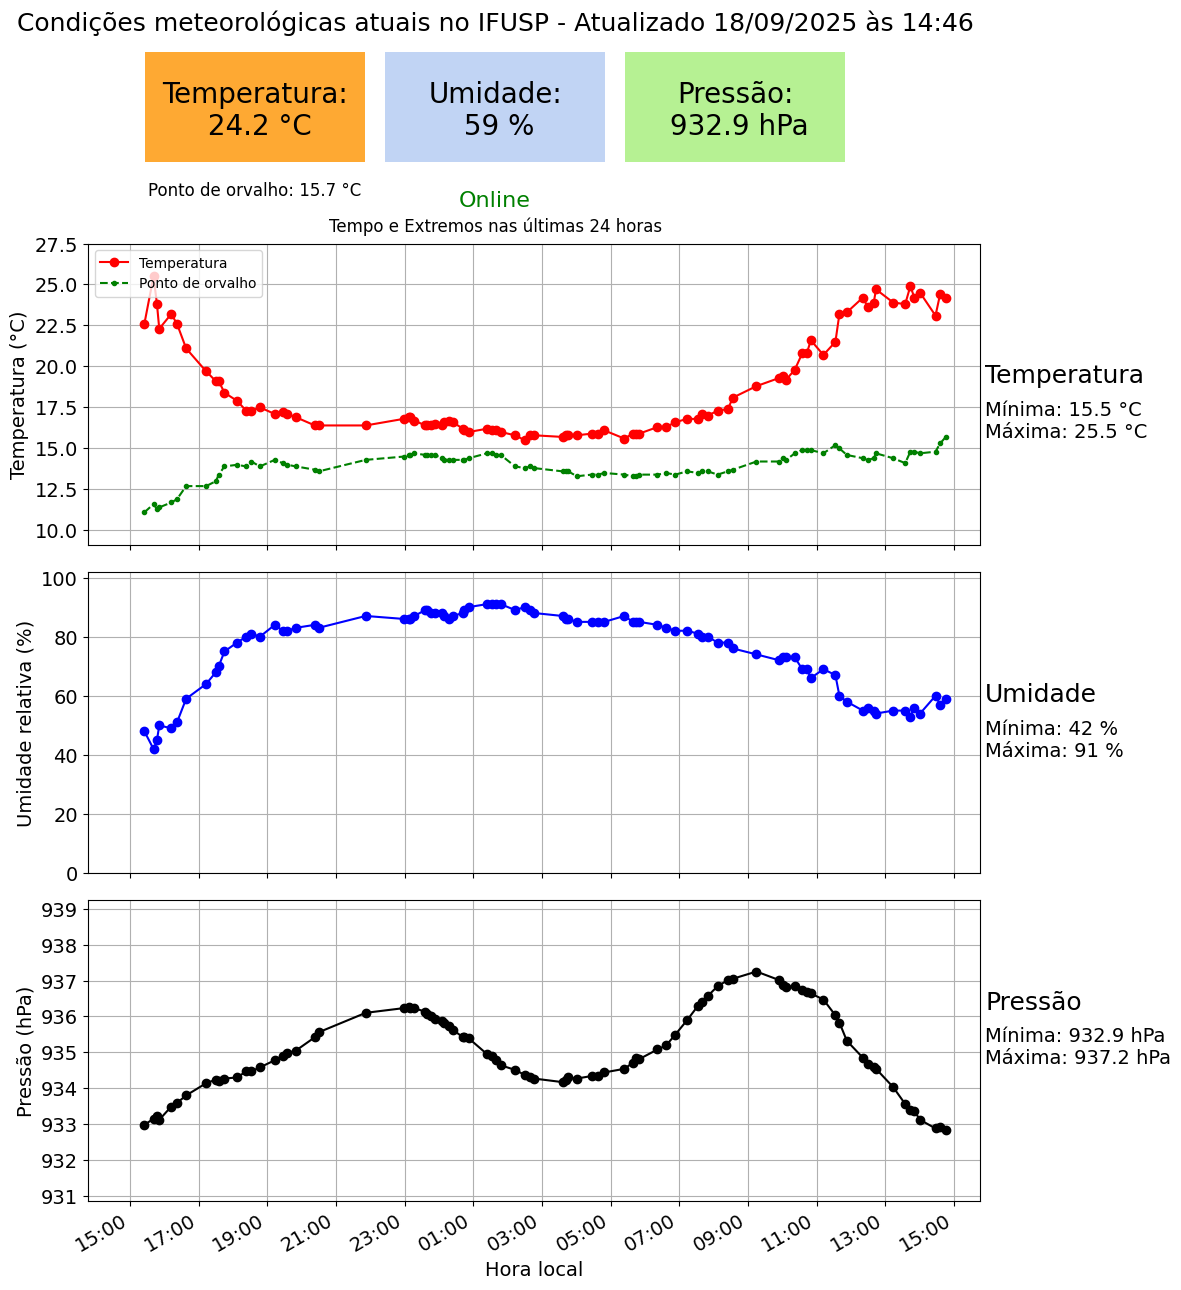 Condições meteorológicas atuais no IFUSP - Atualizado 18/09/2025 às 14:46
Temperatura:
24.2 °C
Umidade:
59 %
Pressão:
932.9 hPa
Ponto de orvalho: 15.7 °C
Online
Tempo e Extremos nas últimas 24 horas
Temperatura (°C)
27.5
25.0
22.5
20.0
17.5
15.0
12.5
10.0
Temperatura
Ponto de orvalho
Temperatura
Mínima: 15.5 °C
Máxima: 25.5 °C
Umidade relativa (%)
100
80
60
40
20
0
Umidade
Mínima: 42 %
Máxima: 91 %
Pressão (hPa)
939
938
937
936
935
934
933
932
931
Pressão
Mínima: 932.9 hPa
Máxima: 937.2 hPa
15:00
17:00
19:00
21:00
23:00
01:00
03:00
05:00
07:00
09:00
11:00
13:00
15:00
Hora local